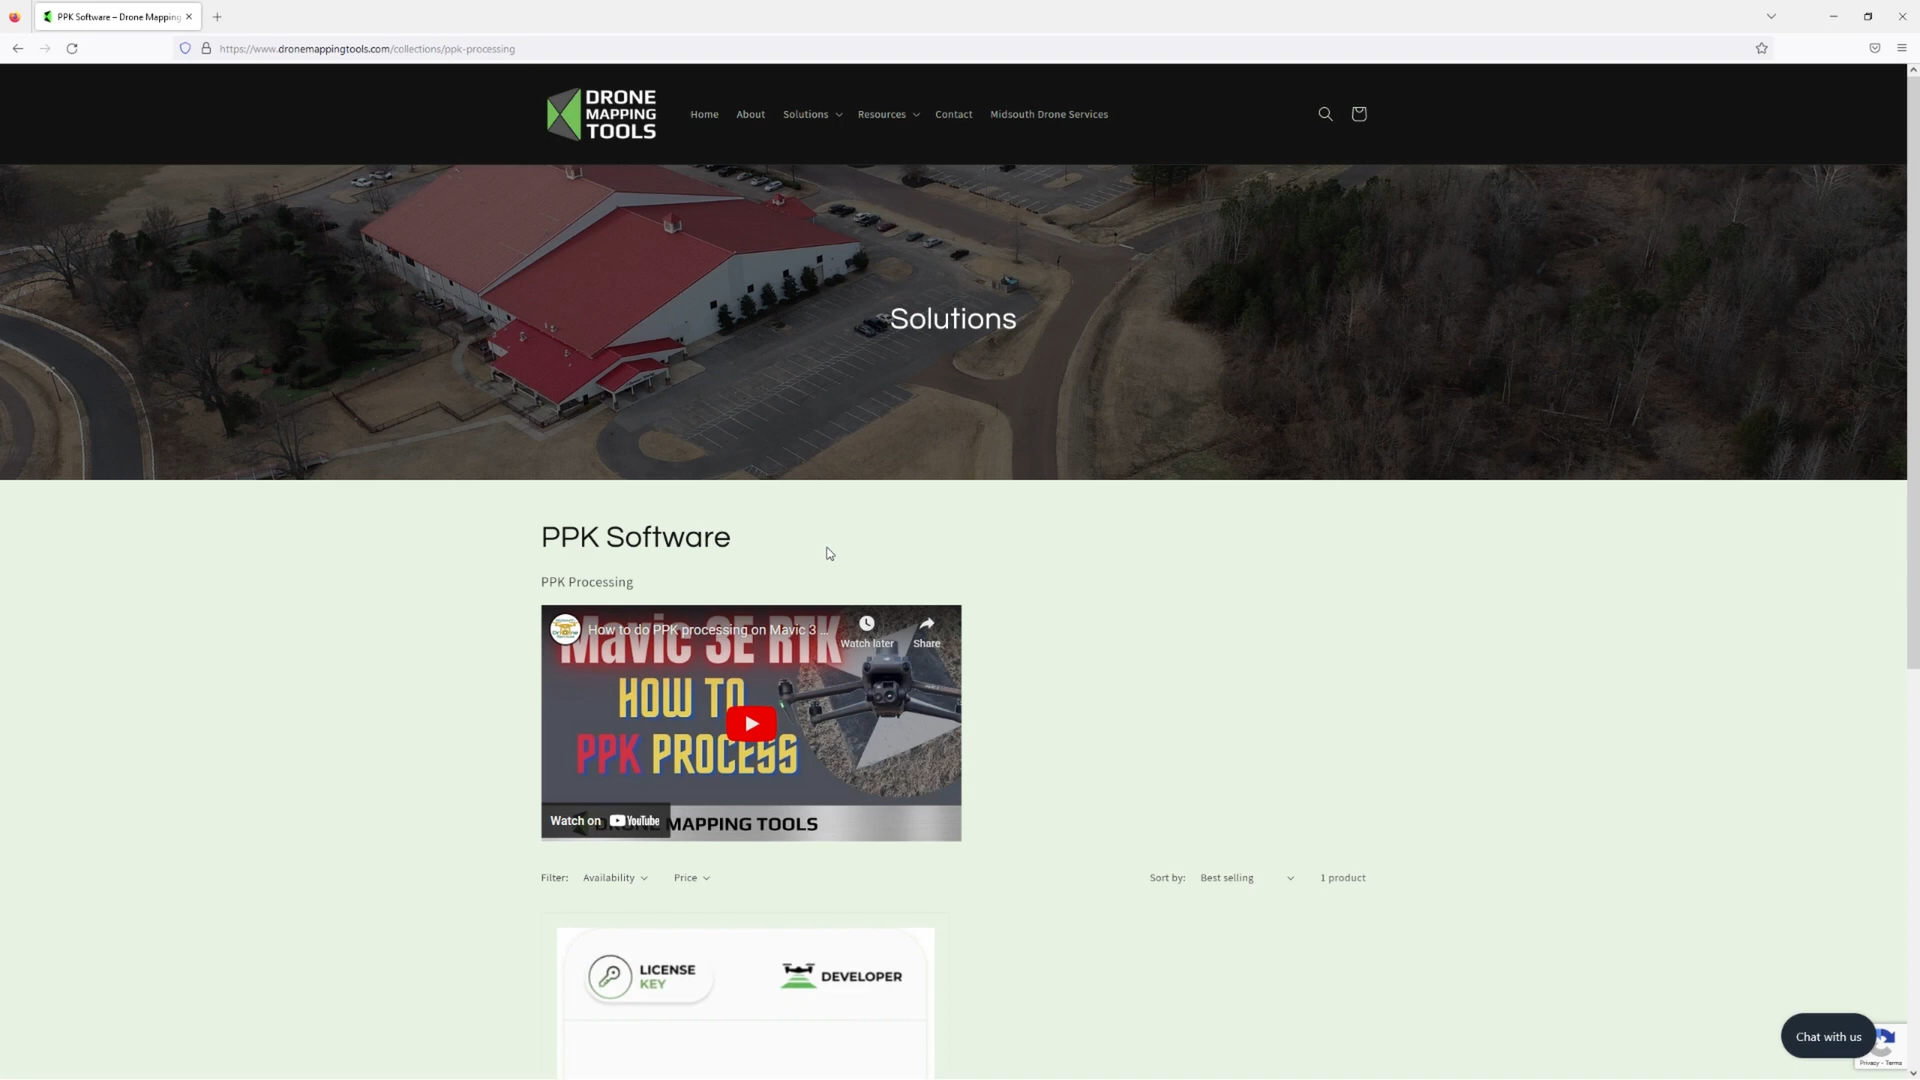 PPK Software – Drone Mapping
https://www.dronemappingtools.com/collections/ppk-processing
DRONE
MAPPING
TOOLS
Home
About
Solutions
Resources
Contact
Midsouth Drone Services
Solutions
PPK Software
PPK Processing
How to do PPK processing on Mavic 3 ...
Watch later
Share
Mavic 3E RTK
HOW TO
PPK PROCESS
Watch on YouTube
DRONE MAPPING TOOLS
Filter:
Availability
Price
Sort by:
Best selling
1 product
LICENSE
KEY
DEVELOPER
Chat with us
Privacy - Terms